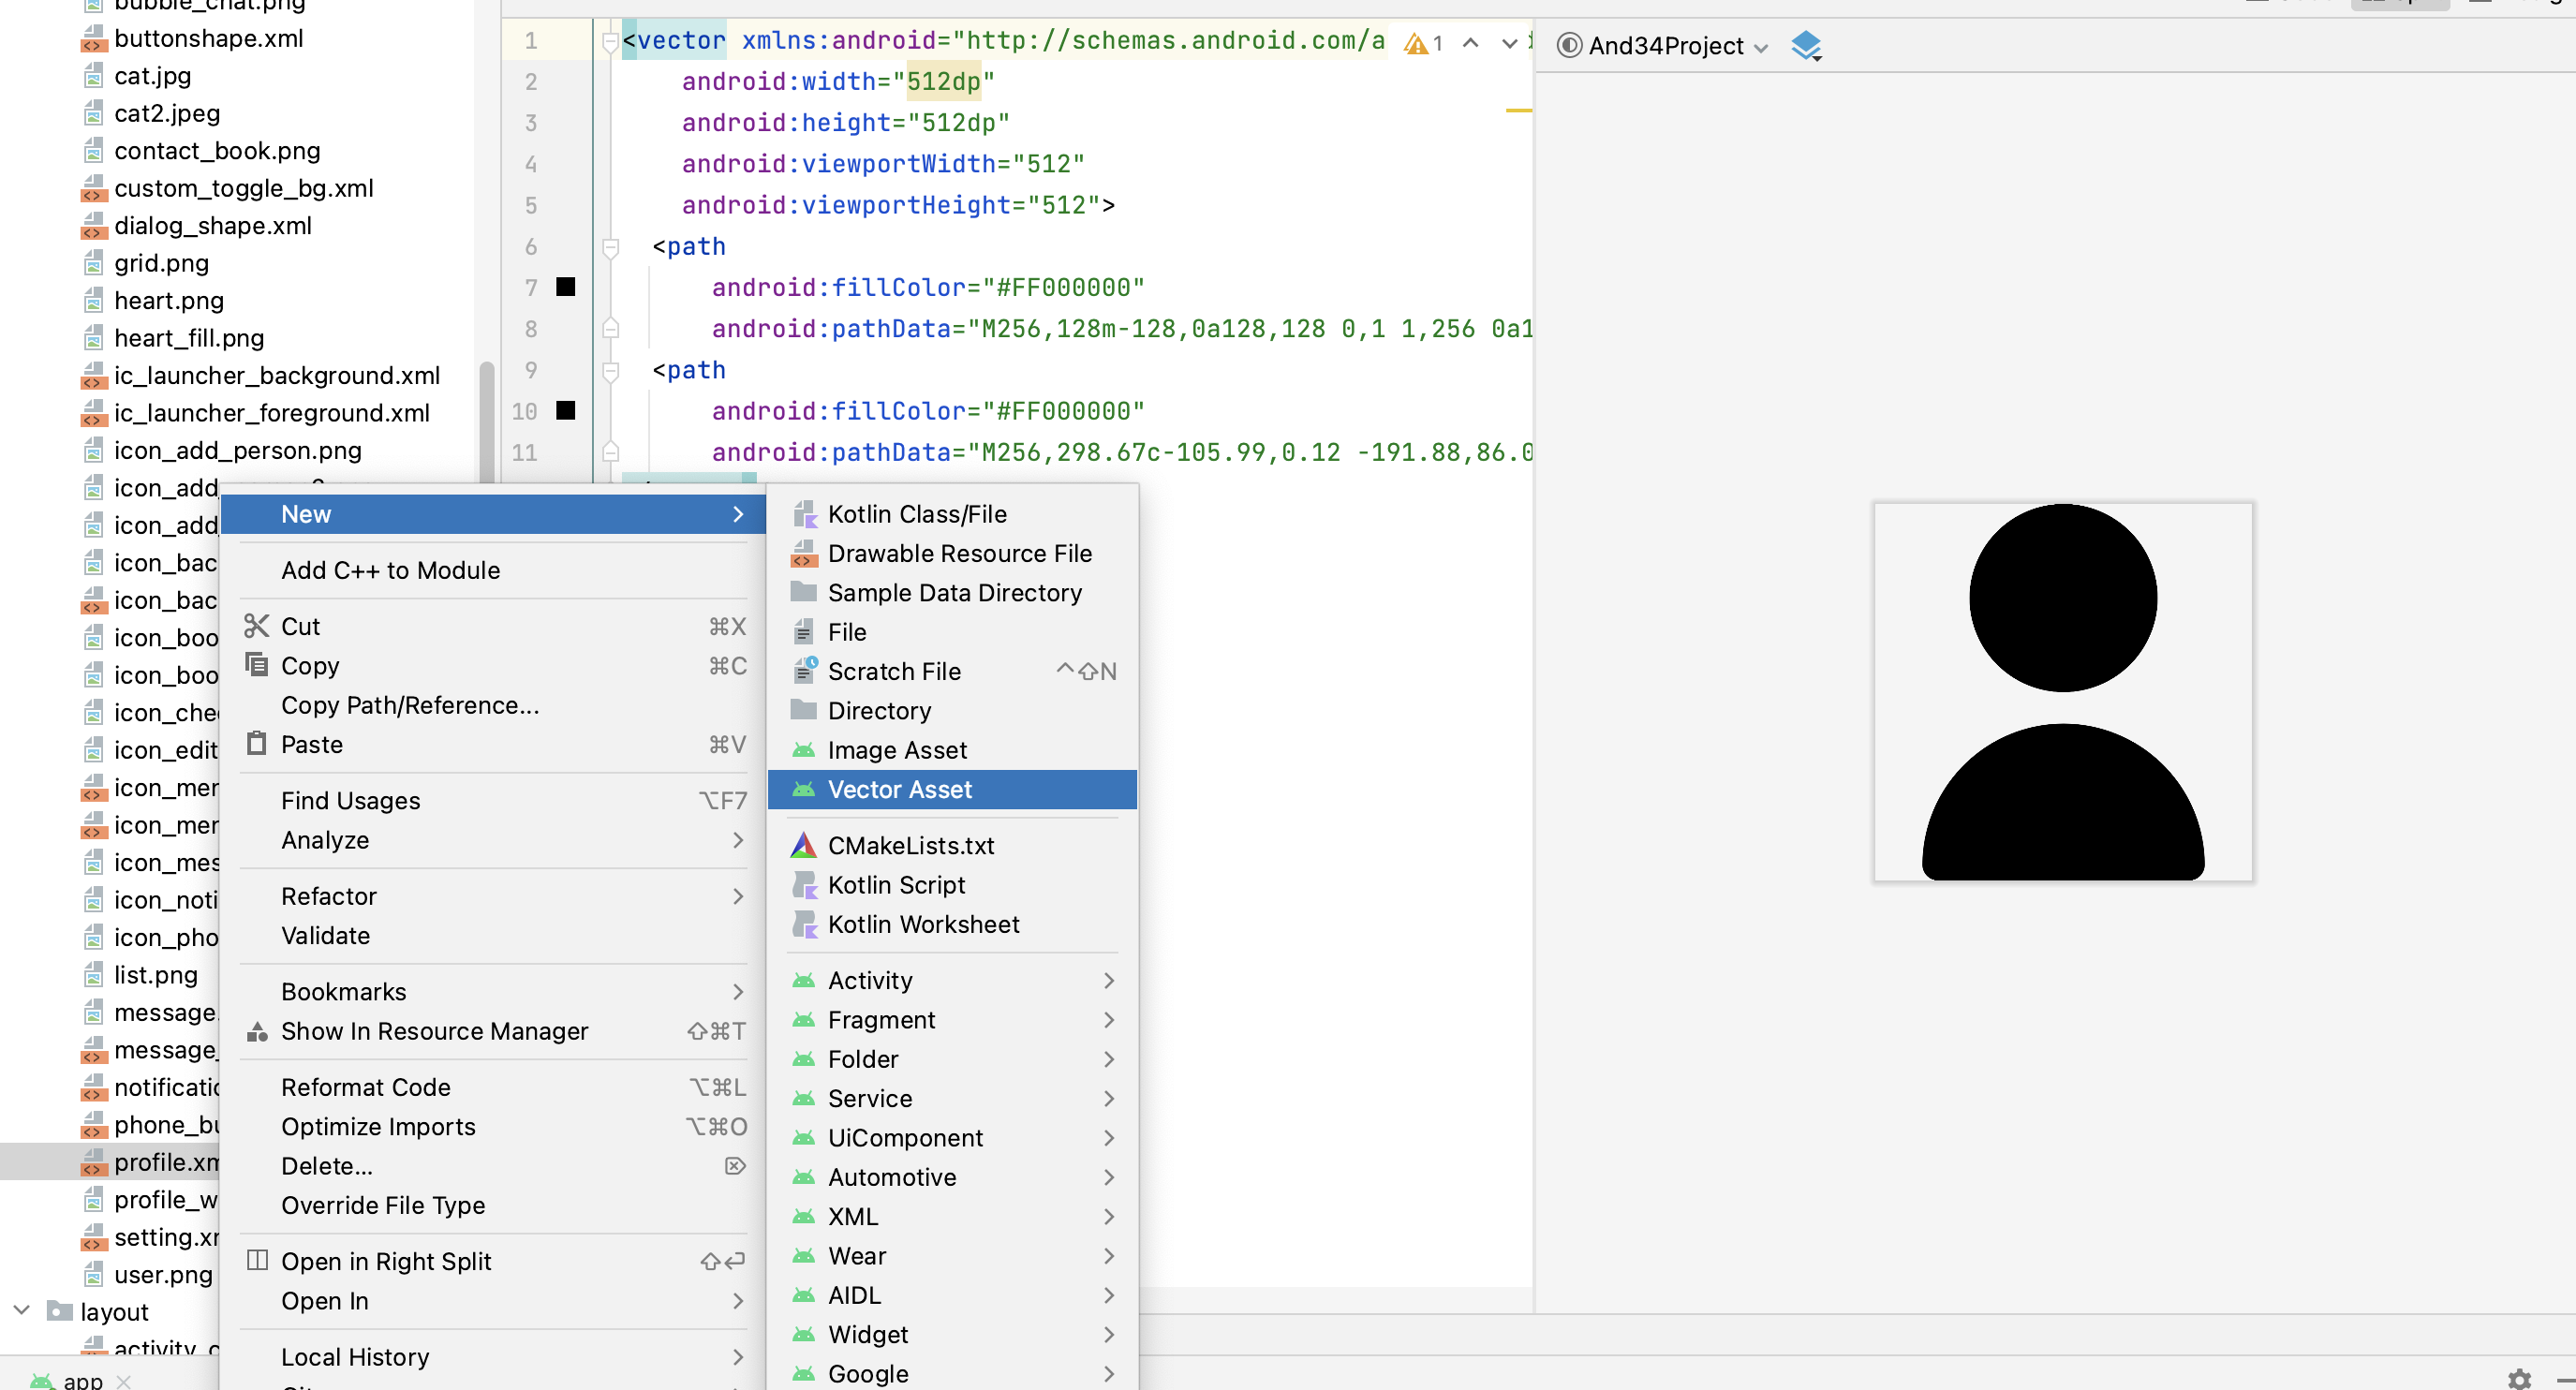 bubble_chat.png
buttonshape.xml
cat.jpg
cat2.jpeg
contact_book.png
custom_toggle_bg.xml
dialog_shape.xml
grid.png
heart.png
heart_fill.png
ic_launcher_background.xml
ic_launcher_foreground.xml
icon_add_person.png
icon_add_
icon_add
icon_bac
icon_bac
icon_boo
icon_boo
icon_che
icon_edit
icon_mer
icon_mer
icon_mes
icon_noti
icon_pho
list.png
message.
message_
notificatio
phone_bu
profile.xm
profile_w
setting.xm
user.png
layout
activity_c
app
1 <vector xmlns:android="http://schemas.android.com/a 1
2 android:width="512dp"
3 android:height="512dp"
4 android:viewportWidth="512"
5 android:viewportHeight="512">
6 <path
7 android:fillColor="#FF000000"
8 android:pathData="M256,128m-128,0a128,128 0,1 1,256 0a1
9 <path
10 android:fillColor="#FF000000"
11 android:pathData="M256,298.67c-105.99,0.12 -191.88,86.0
And34Project
New
Add C++ to Module
Cut ⌘X
Copy ⌘C
Copy Path/Reference...
Paste ⌘V
Find Usages ⌥F7
Analyze
Refactor
Validate
Bookmarks
Show In Resource Manager ⇧⌘T
Reformat Code ⌥⌘L
Optimize Imports ⌥⌘O
Delete... ⌦
Override File Type
Open in Right Split ⇧⏎
Open In
Local History
Kotlin Class/File
Drawable Resource File
Sample Data Directory
File
Scratch File ^⇧N
Directory
Image Asset
Vector Asset
CMakeLists.txt
Kotlin Script
Kotlin Worksheet
Activity
Fragment
Folder
Service
UiComponent
Automotive
XML
Wear
AIDL
Widget
Google